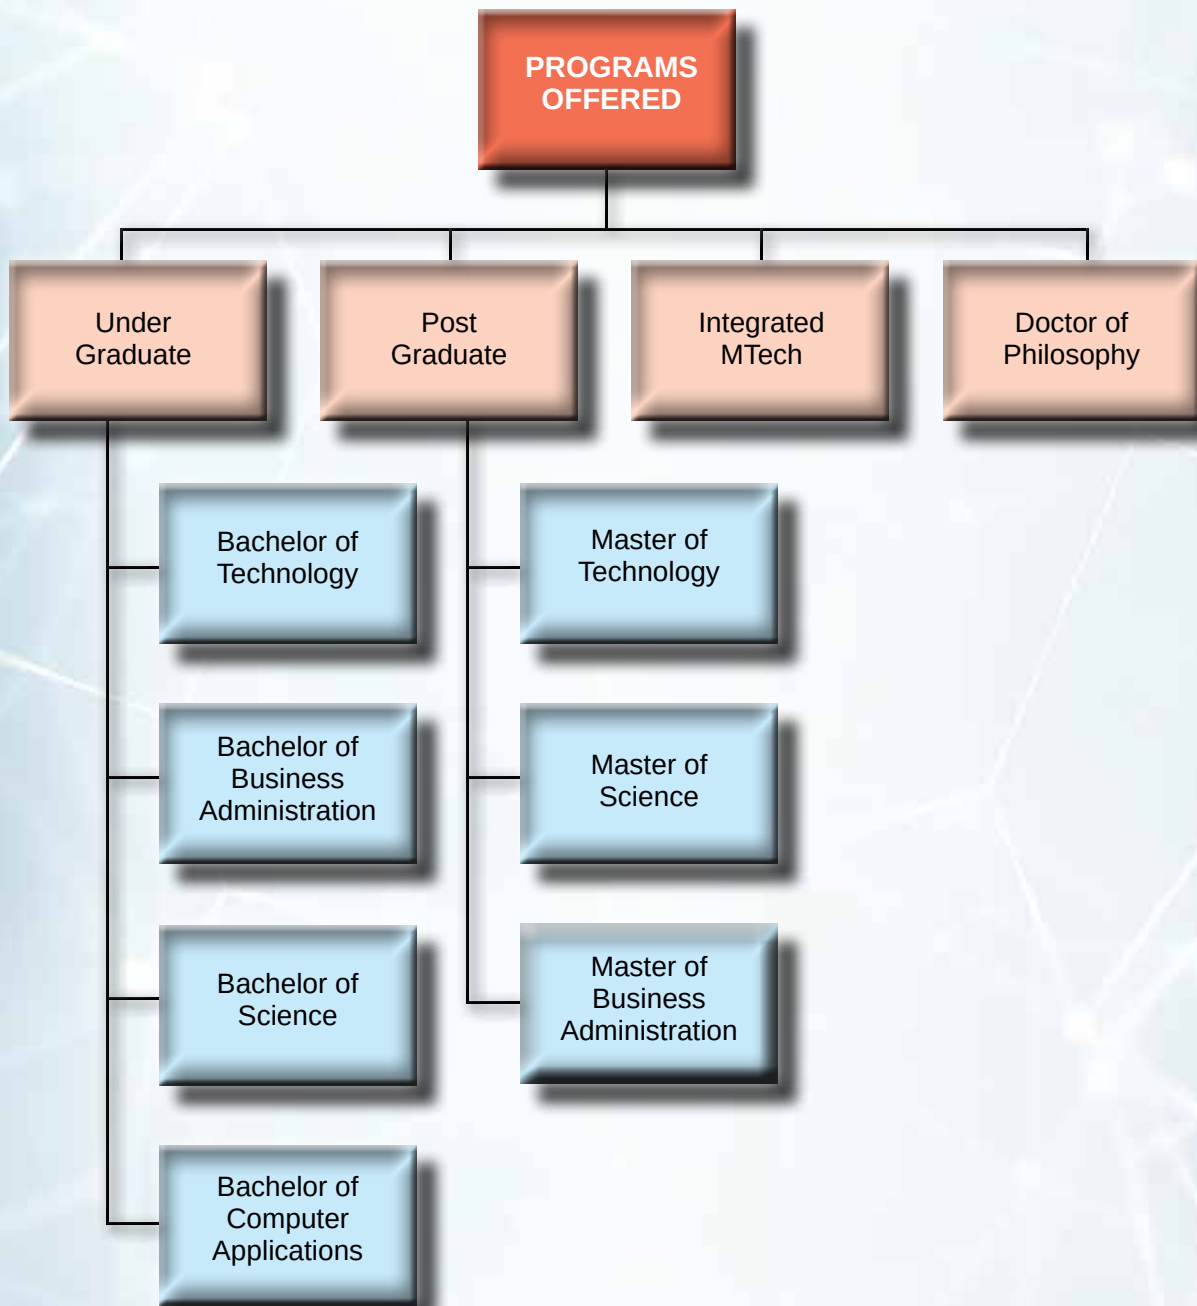 PROGRAMS
OFFERED
Under
Graduate
Post
Graduate
Integrated
MTech
Doctor of
Philosophy
Bachelor of
Technology
Master of
Technology
Bachelor of
Business
Administration
Master of
Science
Bachelor of
Science
Master of
Business
Administration
Bachelor of
Computer
Applications